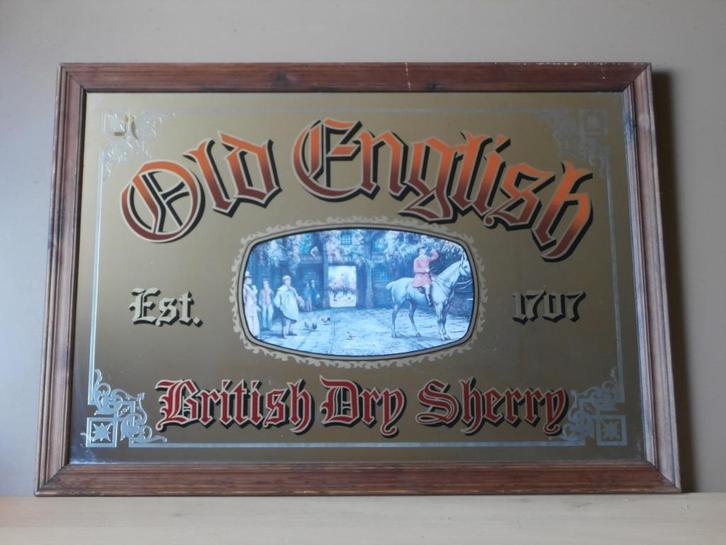 Old English
Est. 1707
British Dry Sherry